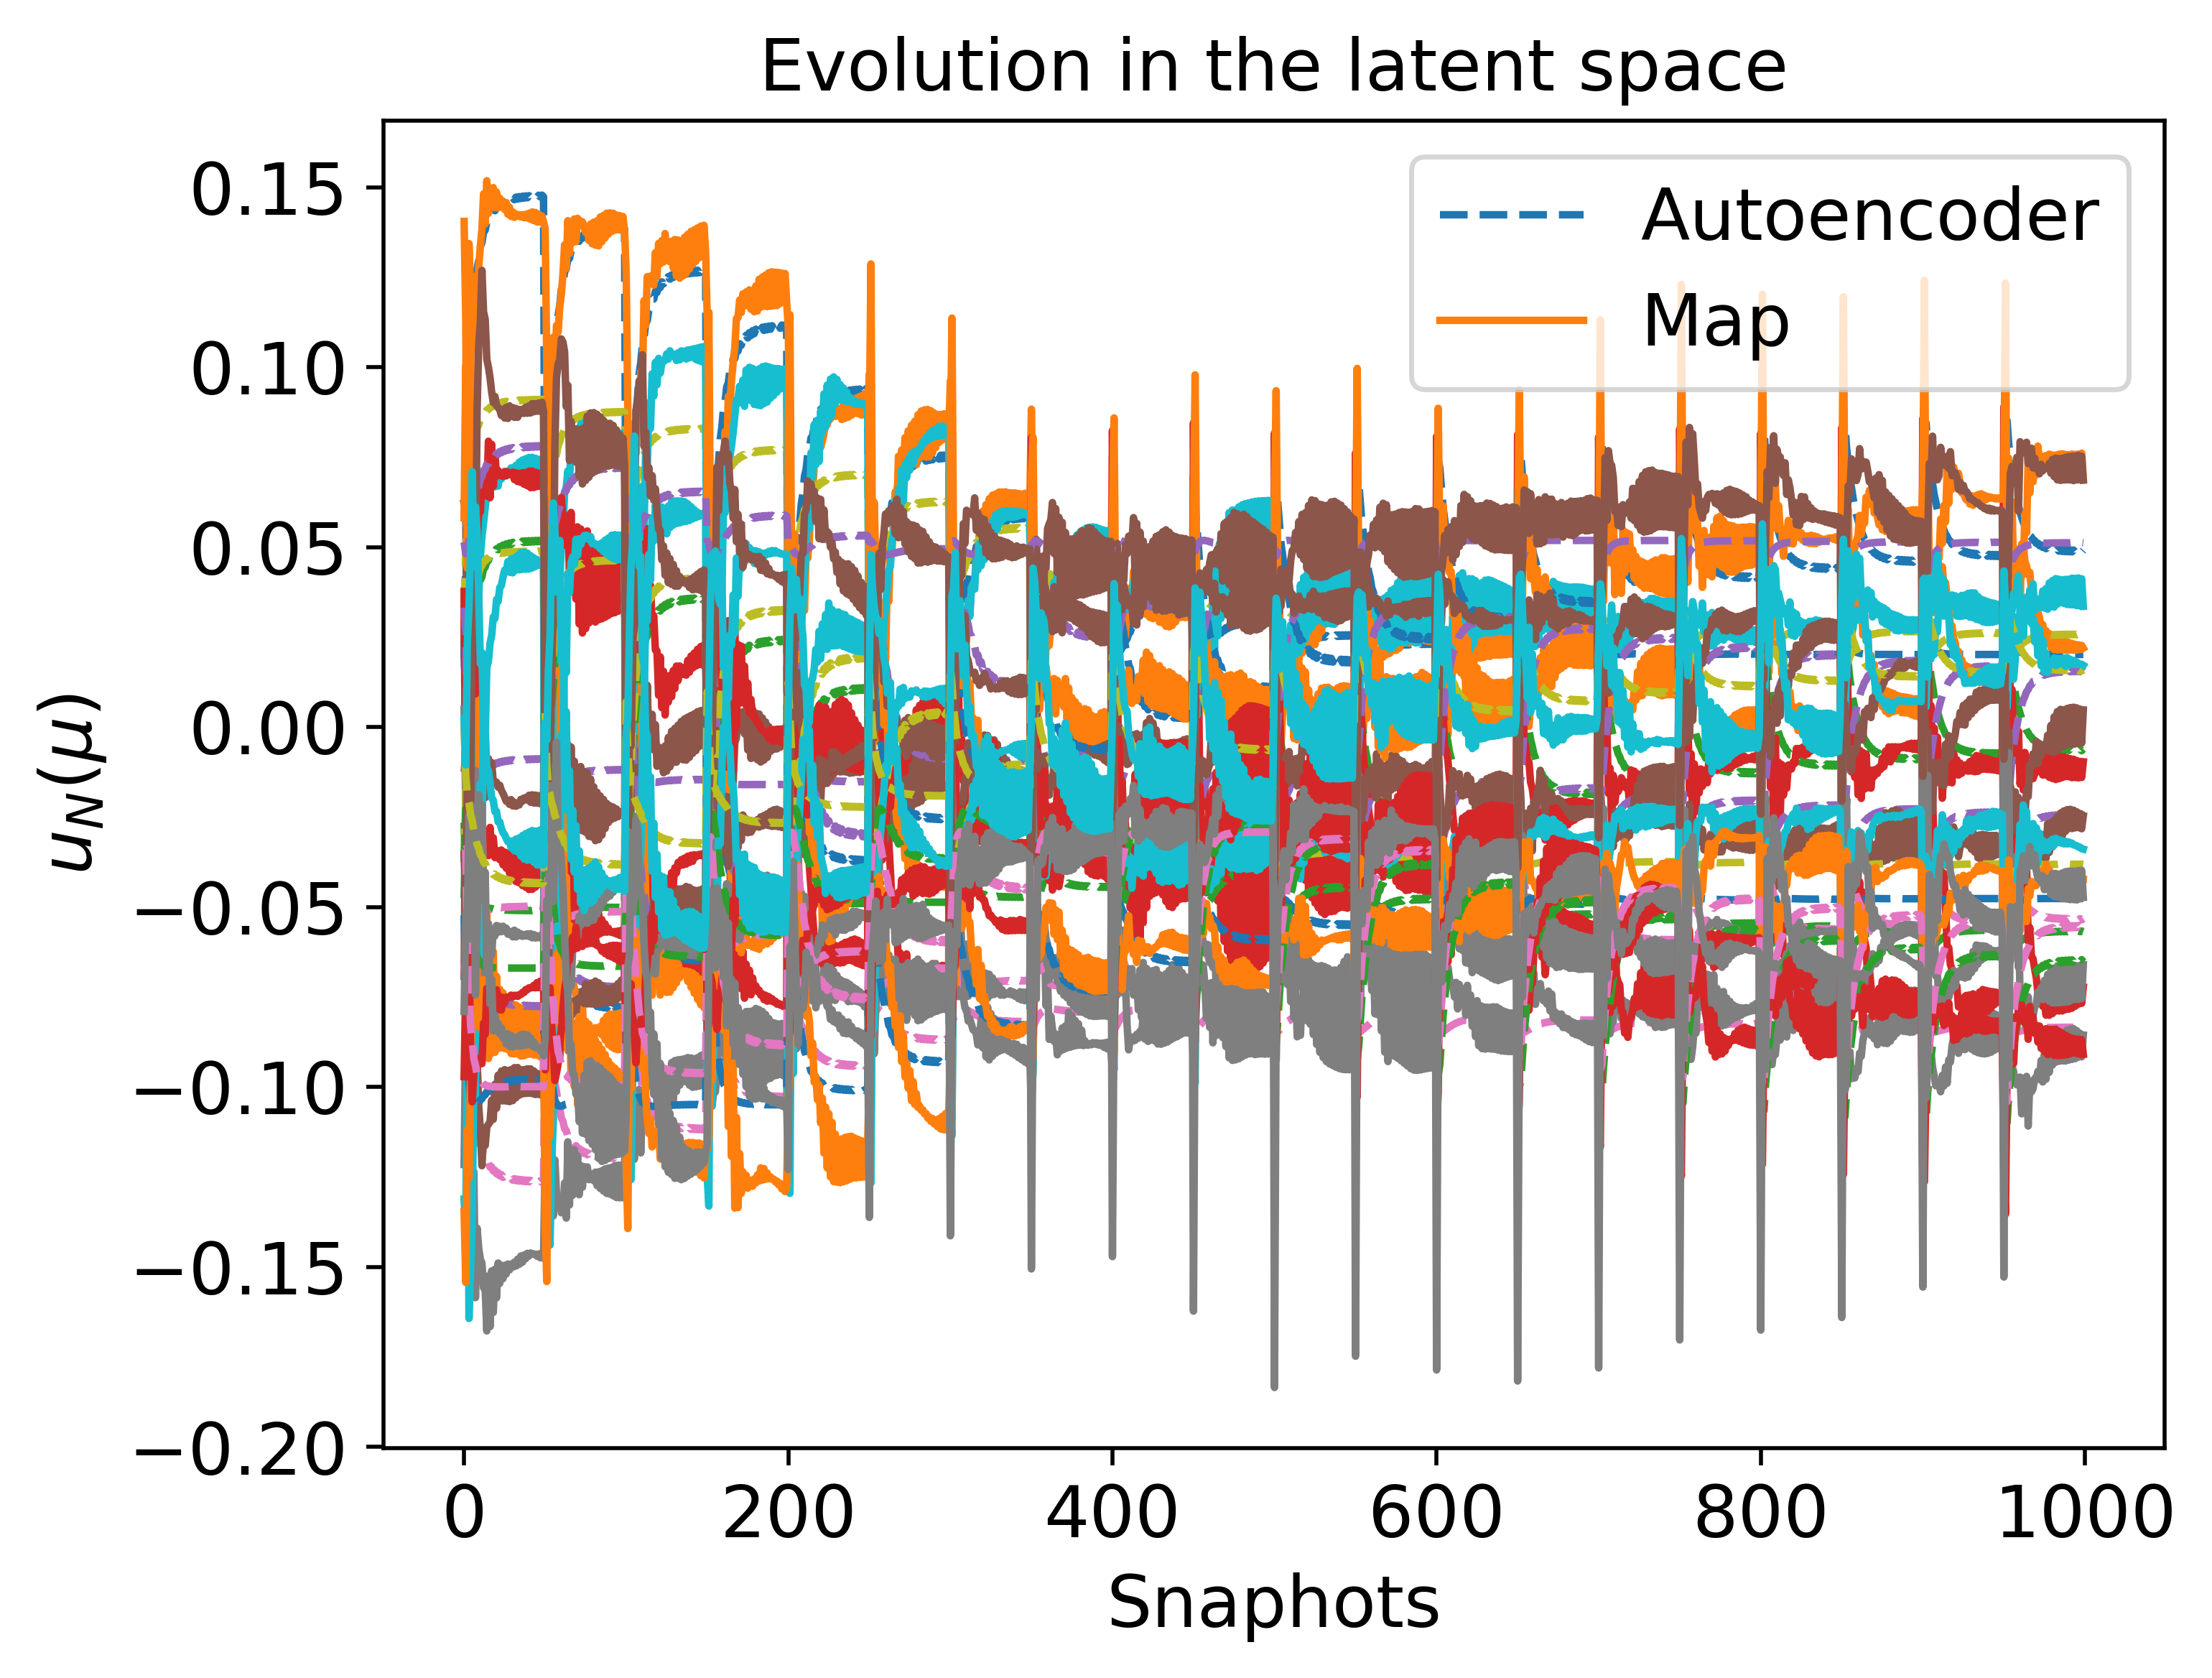 Evolution in the latent space
Autoencoder
Map
0.15
0.10
0.05
0.00
−0.05
−0.10
−0.15
−0.20
u_N(μ)
0 200 400 600 800 1000
Snaphots